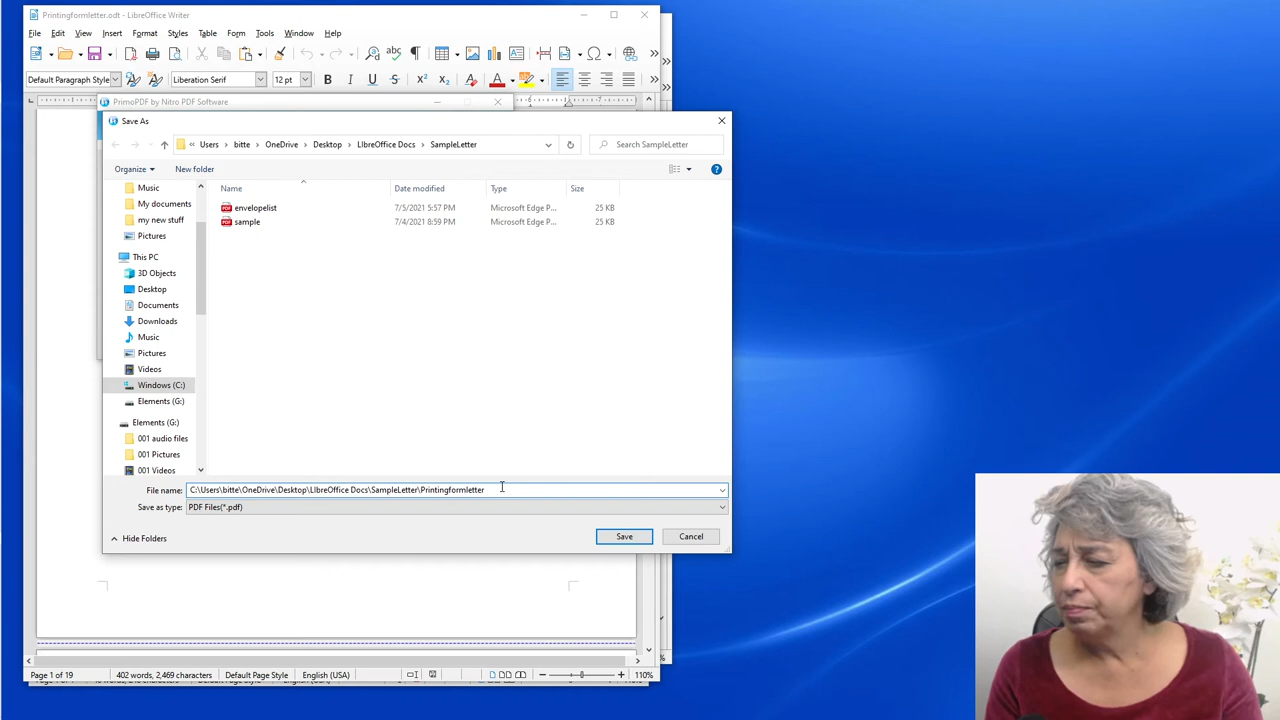 Printingformletter.odt - LibreOffice Writer
File Edit View Insert Format Styles Table Form Tools Window Help
Default Paragraph Style Liberation Serif 12 pt
PrimoPDF by Nitro PDF Software
Save As
« Users > bitte > OneDrive > Desktop > LIbreOffice Docs > SampleLetter Search SampleLetter
Organize New folder
Name Date modified Type Size
Music
My documents
my new stuff
Pictures
This PC
3D Objects
Desktop
Documents
Downloads
Music
Pictures
Videos
Windows (C:)
Elements (G:)
Elements (G:)
001 audio files
001 Pictures
001 Videos
envelopelist 7/5/2021 5:57 PM Microsoft Edge P... 25 KB
sample 7/4/2021 8:59 PM Microsoft Edge P... 25 KB
File name: C:\Users\bitte\OneDrive\Desktop\LIbreOffice Docs\SampleLetter\Printingformletter
Save as type: PDF Files(*.pdf)
Hide Folders Save Cancel
Page 1 of 19 402 words, 2,469 characters Default Page Style English (USA) 110%